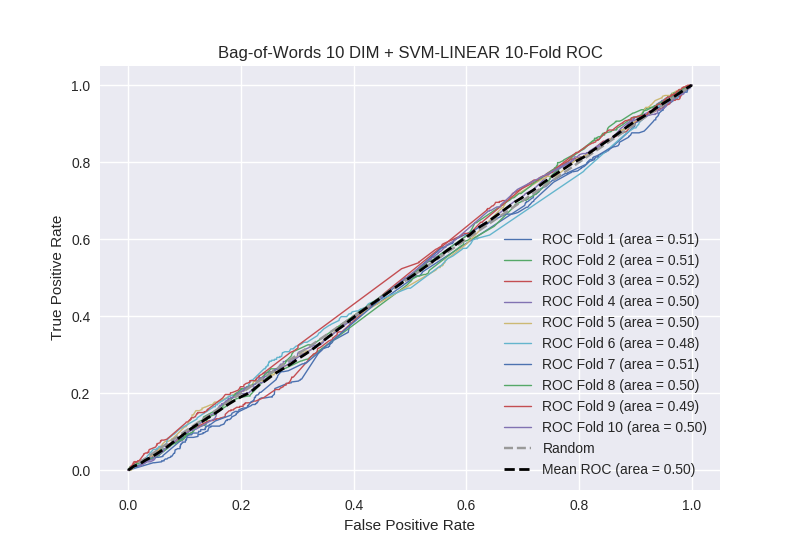 Bag-of-Words 10 DIM + SVM-LINEAR 10-Fold ROC
True Positive Rate
1.0
0.8
0.6
0.4
0.2
0.0
ROC Fold 1 (area = 0.51)
ROC Fold 2 (area = 0.51)
ROC Fold 3 (area = 0.52)
ROC Fold 4 (area = 0.50)
ROC Fold 5 (area = 0.50)
ROC Fold 6 (area = 0.48)
ROC Fold 7 (area = 0.51)
ROC Fold 8 (area = 0.50)
ROC Fold 9 (area = 0.49)
ROC Fold 10 (area = 0.50)
Random
Mean ROC (area = 0.50)
0.0 0.2 0.4 0.6 0.8 1.0
False Positive Rate